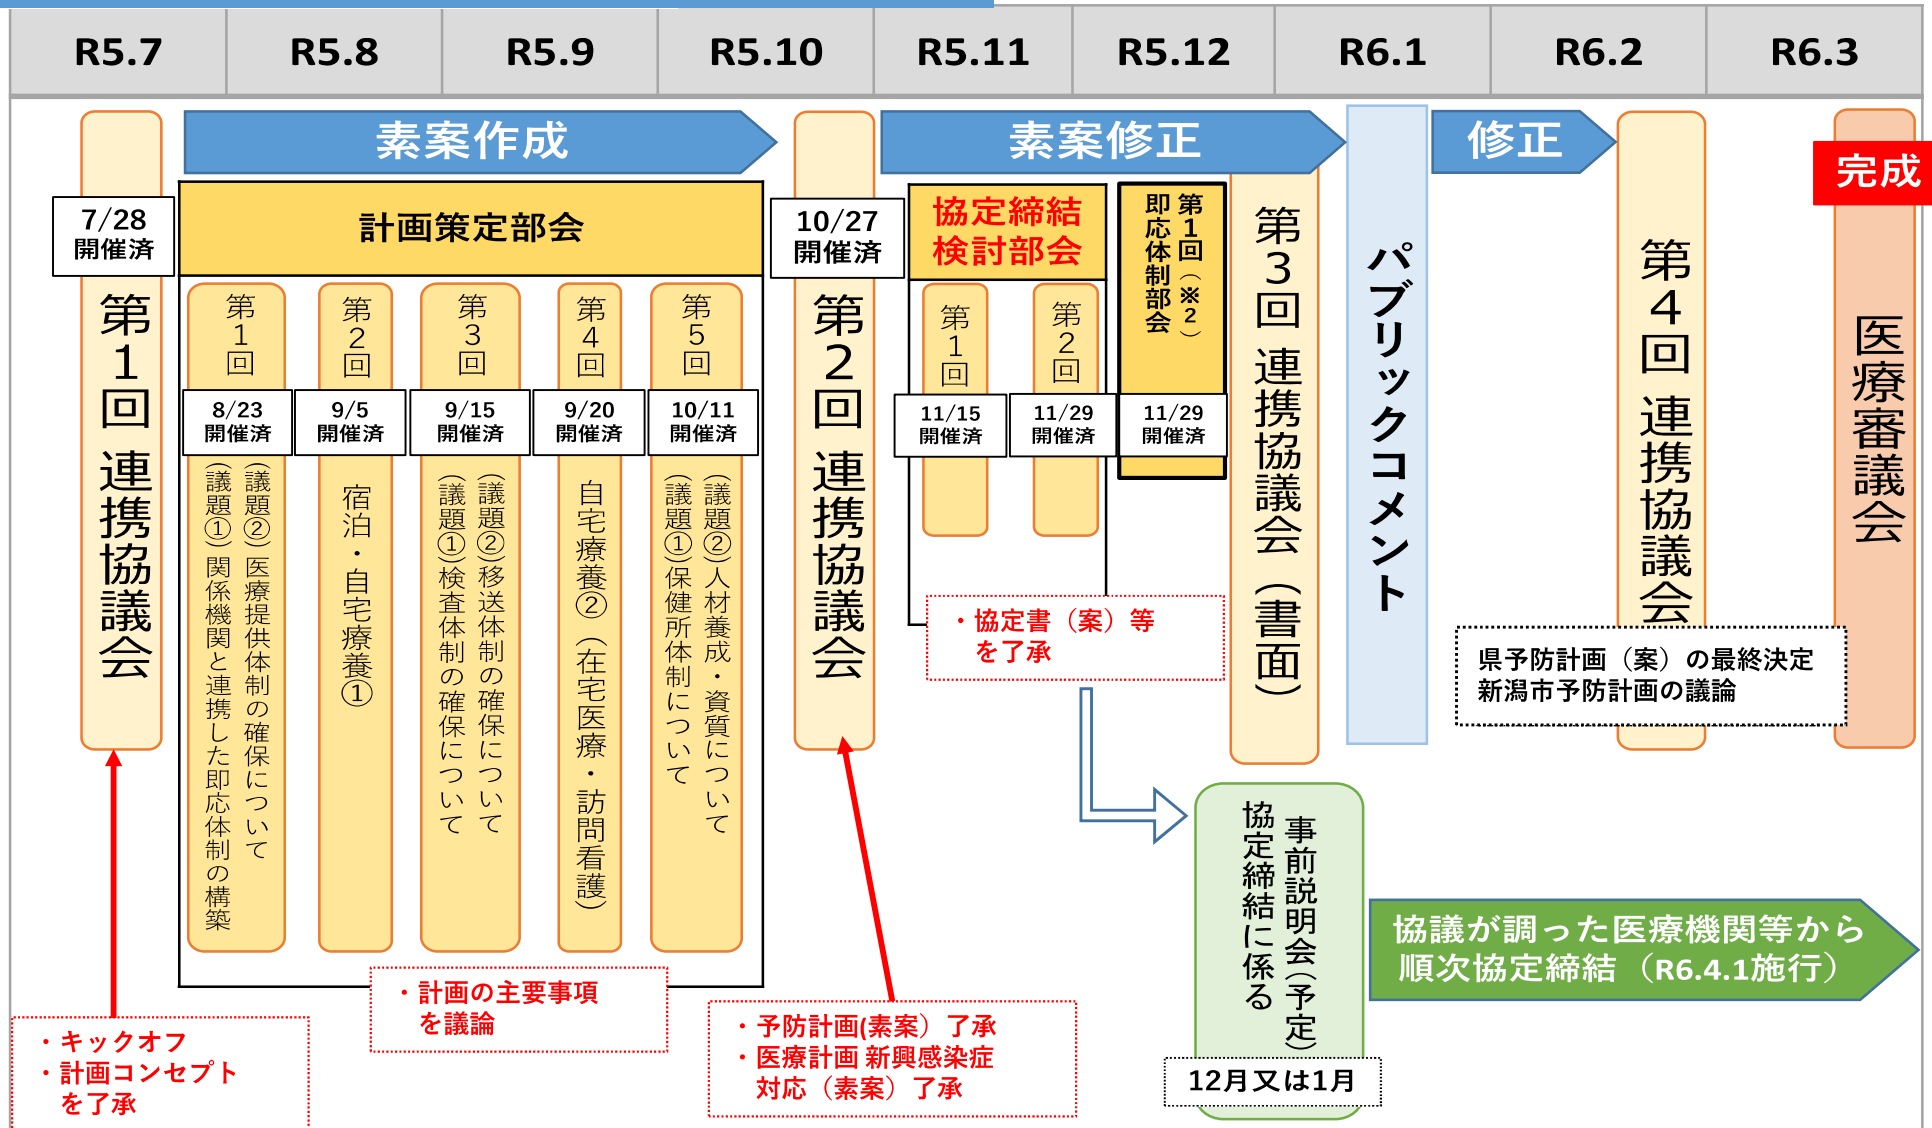 R5.7
R5.8
R5.9
R5.10
R5.11
R5.12
R6.1
R6.2
R6.3
素案作成
素案修正
修正
完成
7/28
開催済
第1回 連携協議会
計画策定部会
第1回
8/23
開催済
(議題①)関係機関と連携した即応体制の構築
(議題②)医療提供体制の確保について
第2回
9/5
開催済
宿泊・自宅療養①
第3回
9/15
開催済
(議題①)検査体制の確保について
(議題②)移送体制の確保について
第4回
9/20
開催済
自宅療養②(在宅医療・訪問看護)
第5回
10/11
開催済
(議題①)保健所体制について
(議題②)人材養成・資質について
10/27
開催済
第2回 連携協議会
協定締結
検討部会
第1回
11/15
開催済
第2回
11/29
開催済
第1回(※2)
即応体制部会
11/29
開催済
第3回 連携協議会(書面)
パブリックコメント
第4回 連携協議会
医療審議会
・協定書（案）等
を了承
県予防計画（案）の最終決定
新潟市予防計画の議論
協定締結に係る
事前説明会(予定)
12月又は1月
協議が調った医療機関等から
順次協定締結（R6.4.1施行）
・計画の主要事項
を議論
・キックオフ
・計画コンセプト
を了承
・予防計画(素案）了承
・医療計画 新興感染症
対応（素案）了承